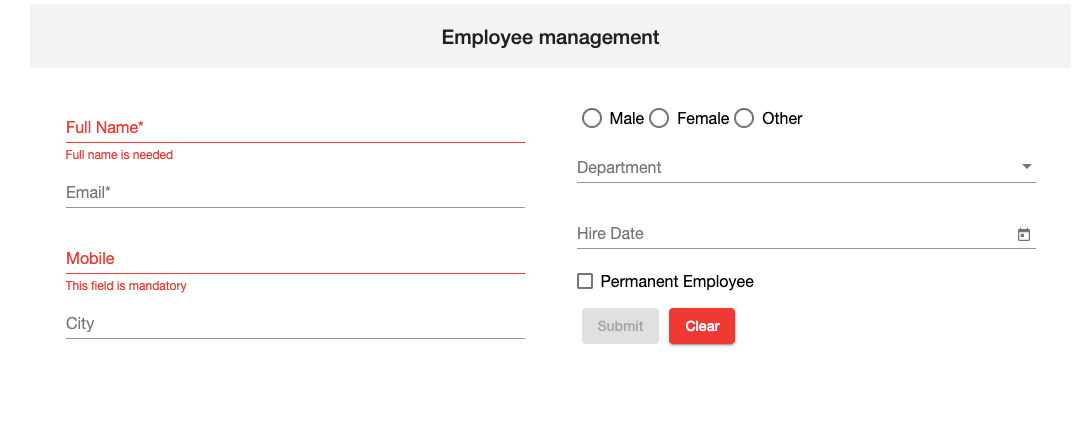 Employee management
Full Name*
Full name is needed
Email*
Mobile
This field is mandatory
City
Male Female Other
Department
Hire Date
Permanent Employee
Submit Clear